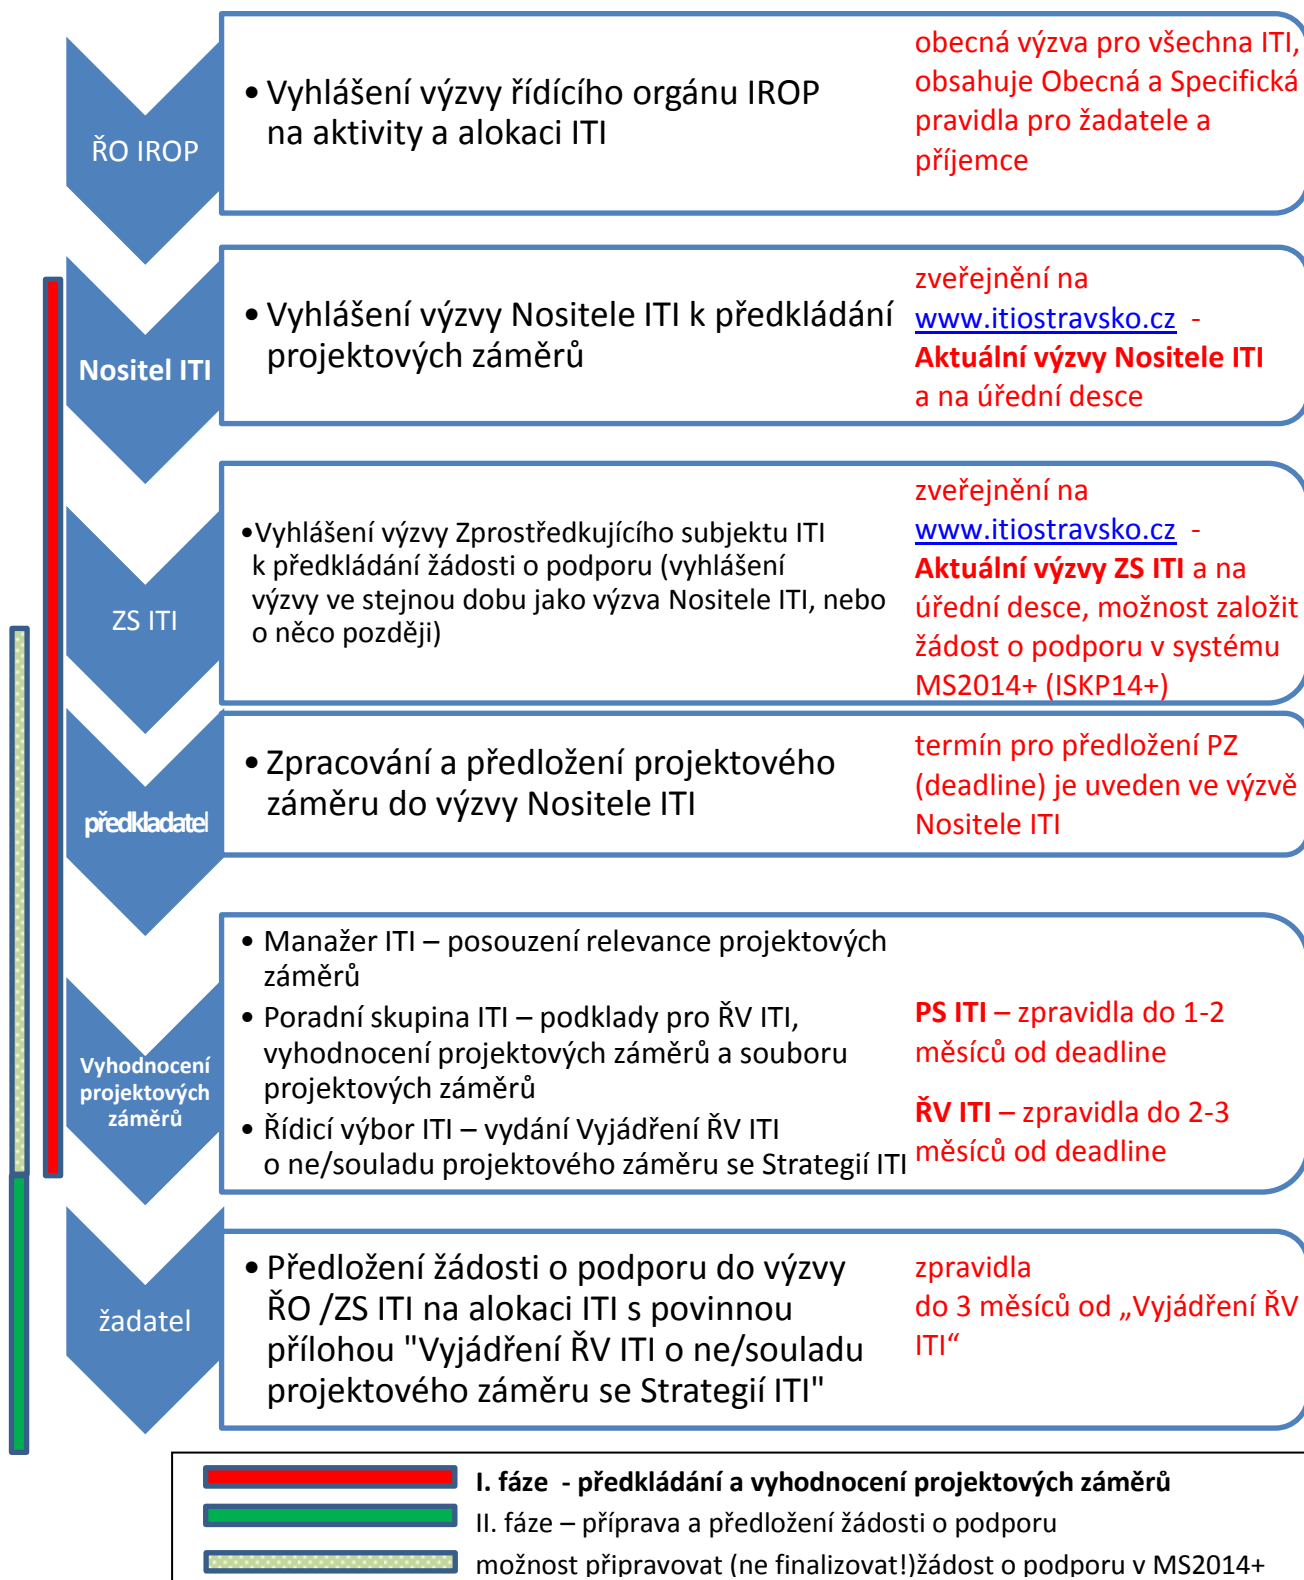 ŘO IROP
• Vyhlášení výzvy řídícího orgánu IROP
na aktivity a alokaci ITI
obecná výzva pro všechna ITI,
obsahuje Obecná a Specifická
pravidla pro žadatele a
příjemce
Nositel ITI
• Vyhlášení výzvy Nositele ITI k předkládání
projektových záměrů
zveřejnění na
www.itiostravsko.cz -
Aktuální výzvy Nositele ITI
a na úřední desce
ZS ITI
•Vyhlášení výzvy Zprostředkujícího subjektu ITI
k předkládání žádosti o podporu (vyhlášení
výzvy ve stejnou dobu jako výzva Nositele ITI, nebo
o něco později)
zveřejnění na
www.itiostravsko.cz -
Aktuální výzvy ZS ITI a na
úřední desce, možnost založit
žádost o podporu v systému
MS2014+ (ISKP14+)
předkladatel
• Zpracování a předložení projektového
záměru do výzvy Nositele ITI
termín pro předložení PZ
(deadline) je uveden ve výzvě
Nositele ITI
Vyhodnocení
projektových
záměrů
• Manažer ITI – posouzení relevance projektových
záměrů
• Poradní skupina ITI – podklady pro ŘV ITI,
vyhodnocení projektových záměrů a souboru
projektových záměrů
• Řídicí výbor ITI – vydání Vyjádření ŘV ITI
o ne/souladu projektového záměru se Strategií ITI
PS ITI – zpravidla do 1-2
měsíců od deadline
ŘV ITI – zpravidla do 2-3
měsíců od deadline
žadatel
• Předložení žádosti o podporu do výzvy
ŘO /ZS ITI na alokaci ITI s povinnou
přílohou "Vyjádření ŘV ITI o ne/souladu
projektového záměru se Strategií ITI"
zpravidla
do 3 měsíců od „Vyjádření ŘV
ITI“
I. fáze - předkládání a vyhodnocení projektových záměrů
II. fáze – příprava a předložení žádosti o podporu
možnost připravovat (ne finalizovat!)žádost o podporu v MS2014+